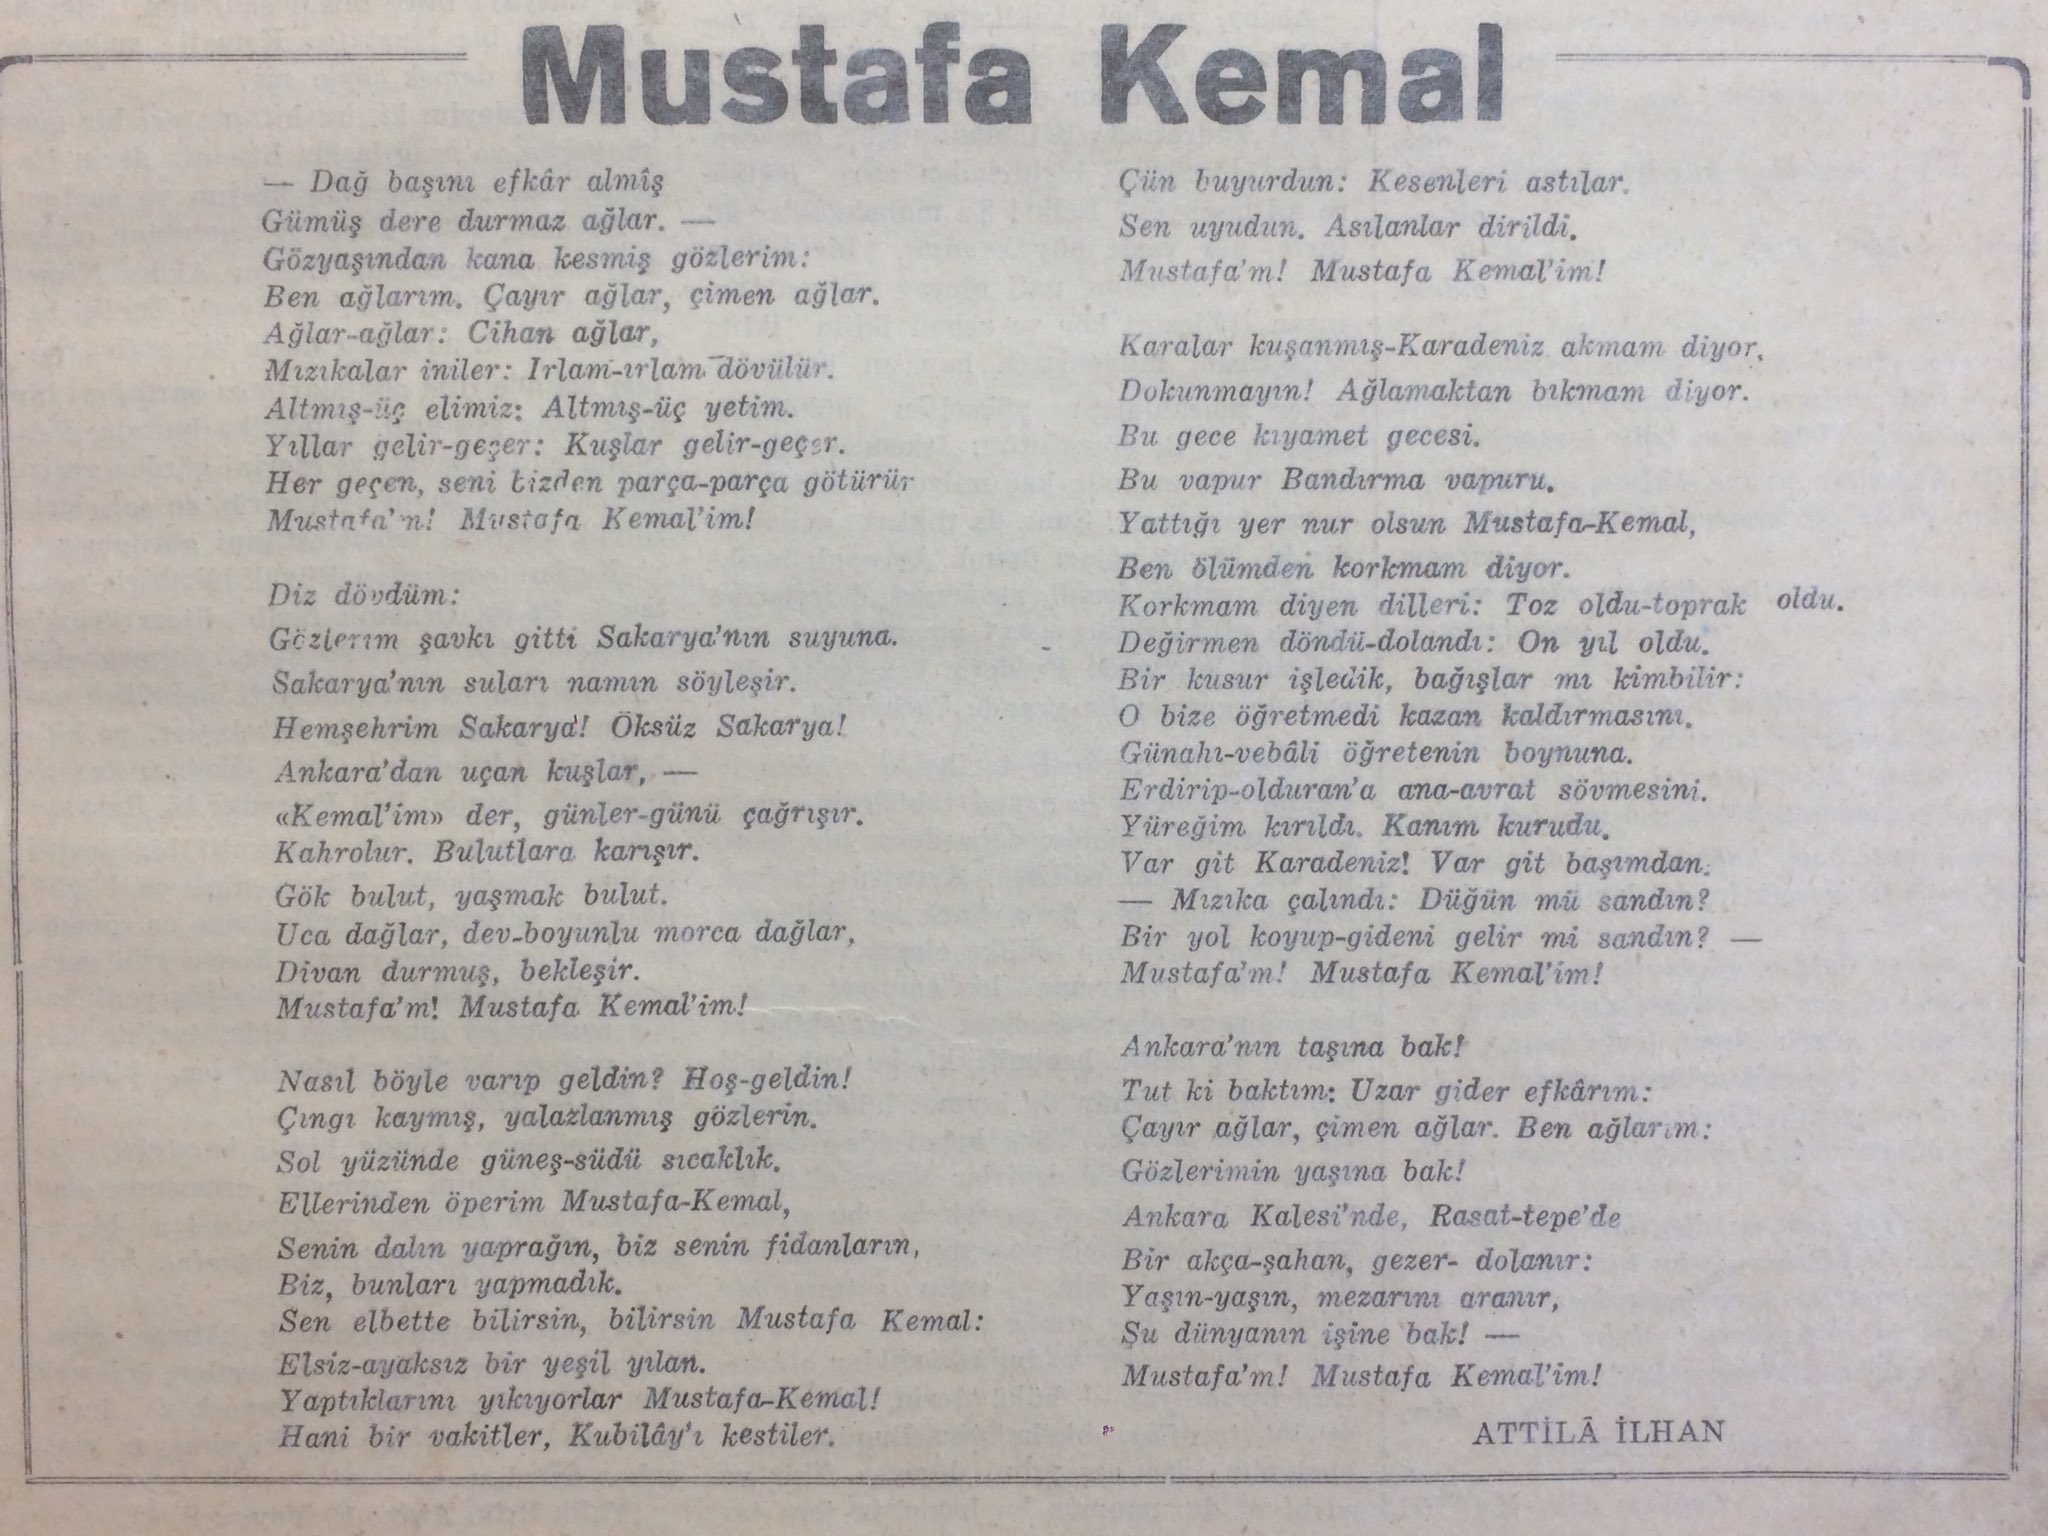 Mustafa Kemal
— Dağ başını efkâr almîş
Gümüş dere durmaz ağlar. —
Gözyaşından kana kesmiş gözlerim:
Ben ağlarım. Çayır ağlar, çimen ağlar.
Ağlar-ağlar: Cihan ağlar,
Mızıkalar iniler: Irlam-ırlam dövülür.
Altmış-üç elimiz: Altmış-üç yetim.
Yıllar gelir-geçer: Kuşlar gelir-geçer.
Her geçen, seni bizden parça-parça götürür
Mustafa'm! Mustafa Kemal'im!
Diz dövdüm:
Gözlerım şavkı gitti Sakarya'nın suyuna.
Sakarya'nın suları namın söyleşir.
Hemşehrim Sakarya! Öksüz Sakarya!
Ankara'dan uçan kuşlar, —
«Kemal'im» der, günler-günü çağrışır.
Kahrolur. Bulutlara karışır.
Gök bulut, yaşmak bulut.
Uca dağlar, dev-boyunlu morca dağlar,
Divan durmuş, bekleşir.
Mustafa'm! Mustafa Kemal'im!
Nasıl böyle varıp geldin? Hoş-geldin!
Çıngı kaymış, yalazlanmış gözlerin.
Sol yüzünde güneş-südü sıcaklık.
Ellerinden öperim Mustafa-Kemal,
Senin dalın yaprağın, biz senin fidanların,
Biz, bunları yapmadık.
Sen elbette bilirsin, bilirsin Mustafa Kemal:
Elsiz-ayaksız bir yeşil yılan.
Yaptıklarını yıkıyorlar Mustafa-Kemal!
Hani bir vakitler, Kubilây'ı kestiler.
Çün buyurdun: Kesenleri astılar.
Sen uyudun. Asılanlar dirildi.
Mustafa'm! Mustafa Kemal'im!
Karalar kuşanmış-Karadeniz akmam diyor,
Dokunmayın! Ağlamaktan bıkmam diyor.
Bu gece kıyamet gecesi.
Bu vapur Bandırma vapuru.
Yattığı yer nur olsun Mustafa-Kemal,
Ben ölümden korkmam diyor.
Korkmam diyen dilleri: Toz oldu-toprak oldu.
Değirmen döndü-dolandı: On yıl oldu.
Bir kusur işledik, bağışlar mı kimbilir:
O bize öğretmedi kazan kaldırmasını.
Günahı-vebâli öğretenin boynuna.
Erdirip-olduran'a ana-avrat sövmesini.
Yüreğim kırıldı. Kanım kurudu.
Var git Karadeniz! Var git başımdan:
— Mızıka çalındı: Düğün mü sandın?
Bir yol koyup-gideni gelir mi sandın? —
Mustafa'm! Mustafa Kemal'im!
Ankara'nın taşına bak!
Tut ki baktım: Uzar gider efkârım:
Çayır ağlar, çimen ağlar. Ben ağlarım:
Gözlerimin yaşına bak!
Ankara Kalesi'nde, Rasat-tepe'de
Bir akça-şahan, gezer- dolanır:
Yaşın-yaşın, mezarını aranır,
Şu dünyanın işine bak! —
Mustafa'm! Mustafa Kemal'im!
ATTİLÂ İLHAN